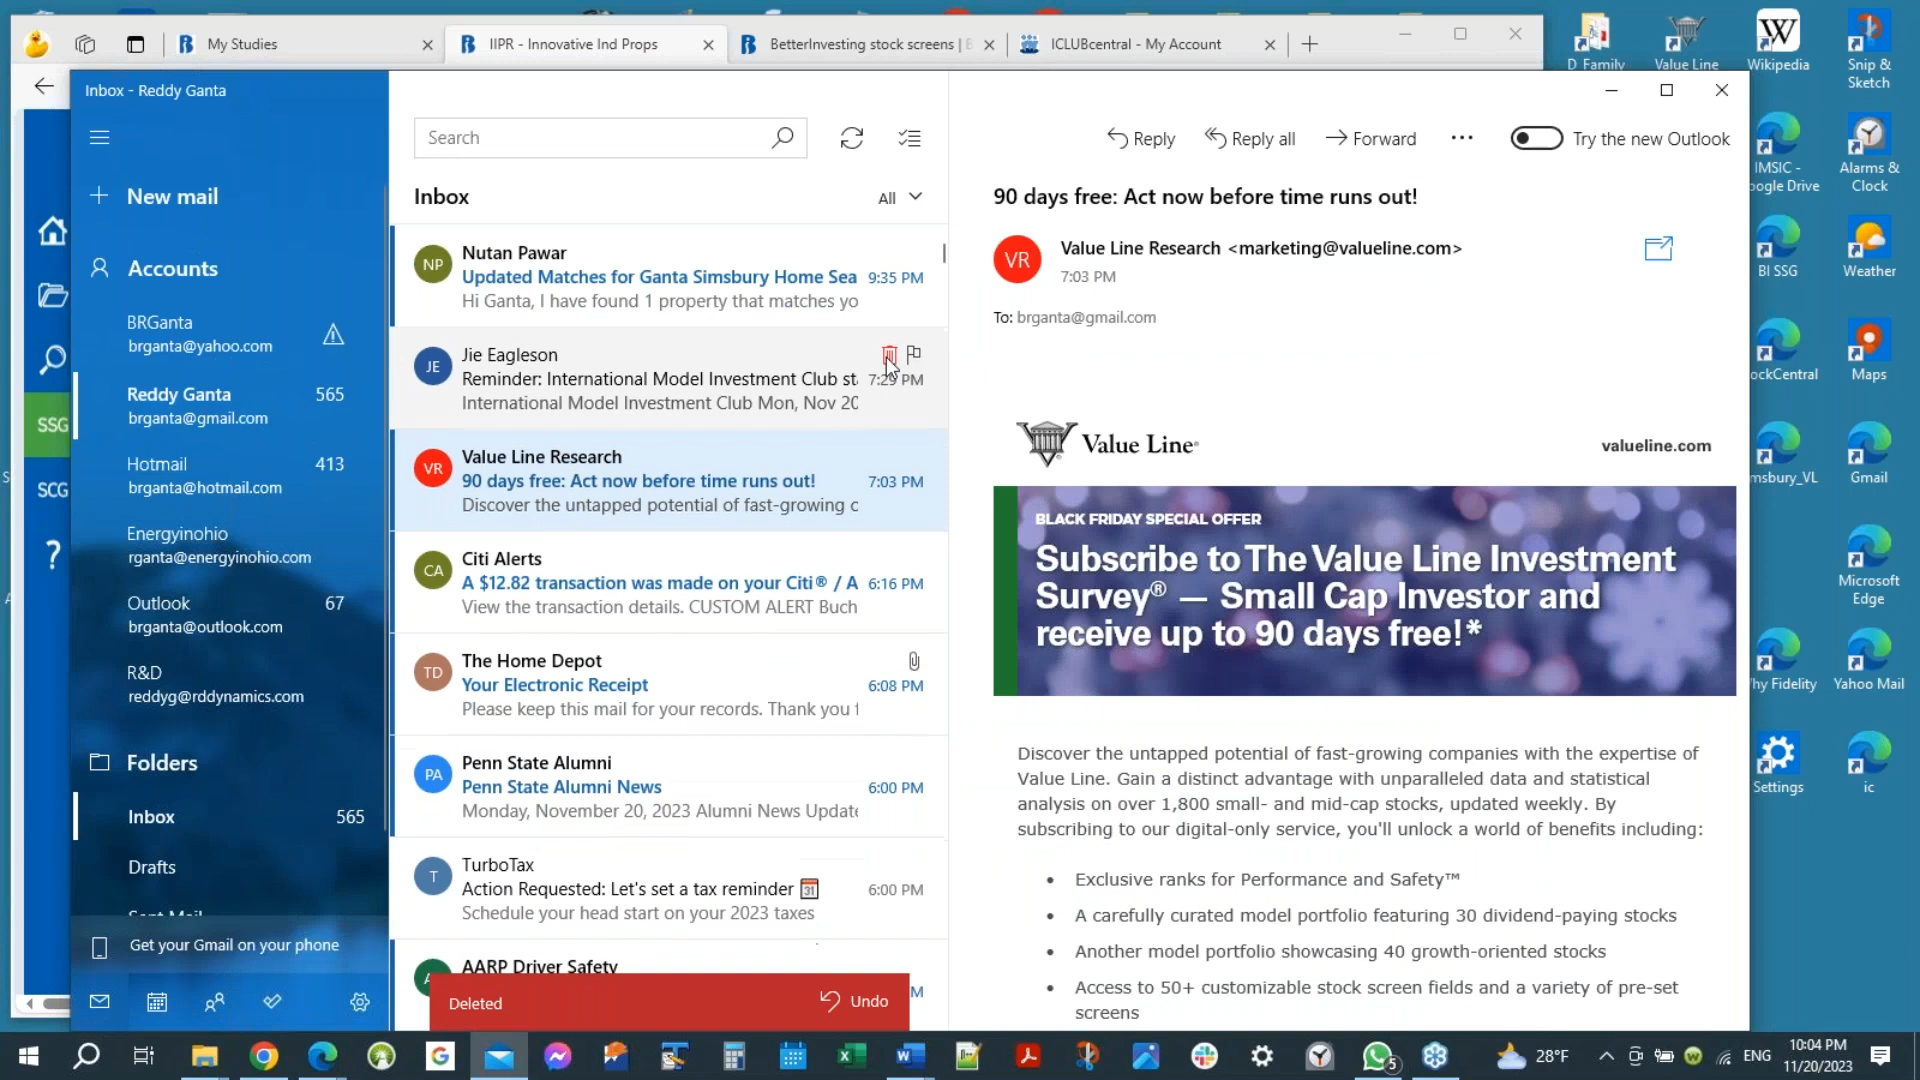 My Studies
IIPR - Innovative Ind Props
BetterInvesting stock screens |
ICLUBcentral - My Account
D Family
Value Line
Wikipedia
Snip &
Sketch
Inbox - Reddy Ganta
Search
Reply
Reply all
Forward
Try the new Outlook
IMSIC -
Alarms &
Clock
New mail
Inbox
All
90 days free: Act now before time runs out!
Accounts
NP
Nutan Pawar
Updated Matches for Ganta Simsbury Home Sea
9:35 PM
Hi Ganta, I have found 1 property that matches yo
VR
Value Line Research <marketing@valueline.com>
7:03 PM
To: brganta@gmail.com
BI SSG
Weather
BRGanta
brganta@yahoo.com
JE
Jie Eagleson
Reminder: International Model Investment Club st
7:29 PM
International Model Investment Club Mon, Nov 20
Maps
Reddy Ganta
565
brganta@gmail.com
SSG
Hotmail
413
brganta@hotmail.com
SCG
VR
Value Line Research
90 days free: Act now before time runs out!
7:03 PM
Discover the untapped potential of fast-growing c
Value Line
valueline.com
Gmail
Energyinohio
rganta@energyinohio.com
CA
Citi Alerts
A $12.82 transaction was made on your Citi® / A
6:16 PM
View the transaction details. CUSTOM ALERT Buch
BLACK FRIDAY SPECIAL OFFER
Subscribe to The Value Line Investment
Survey® — Small Cap Investor and
receive up to 90 days free!*
Microsoft
Edge
Outlook
67
brganta@outlook.com
?
R&D
reddyg@rddynamics.com
TD
The Home Depot
Your Electronic Receipt
6:08 PM
Please keep this mail for your records. Thank you
Fidelity
Yahoo Mail
Folders
PA
Penn State Alumni
Penn State Alumni News
6:00 PM
Monday, November 20, 2023 Alumni News Update
Discover the untapped potential of fast-growing companies with the expertise of
Value Line. Gain a distinct advantage with unparalleled data and statistical
analysis on over 1,800 small- and mid-cap stocks, updated weekly. By
subscribing to our digital-only service, you'll unlock a world of benefits including:
Settings
ic
Inbox
565
Drafts
T
TurboTax
Action Requested: Let's set a tax reminder
31
6:00 PM
Schedule your head start on your 2023 taxes
• Exclusive ranks for Performance and Safety™
• A carefully curated model portfolio featuring 30 dividend-paying stocks
• Another model portfolio showcasing 40 growth-oriented stocks
• Access to 50+ customizable stock screen fields and a variety of pre-set
screens
Get your Gmail on your phone
AARP Driver Safety
Deleted
Undo
M
5
28°F
ENG
10:04 PM
11/20/2023